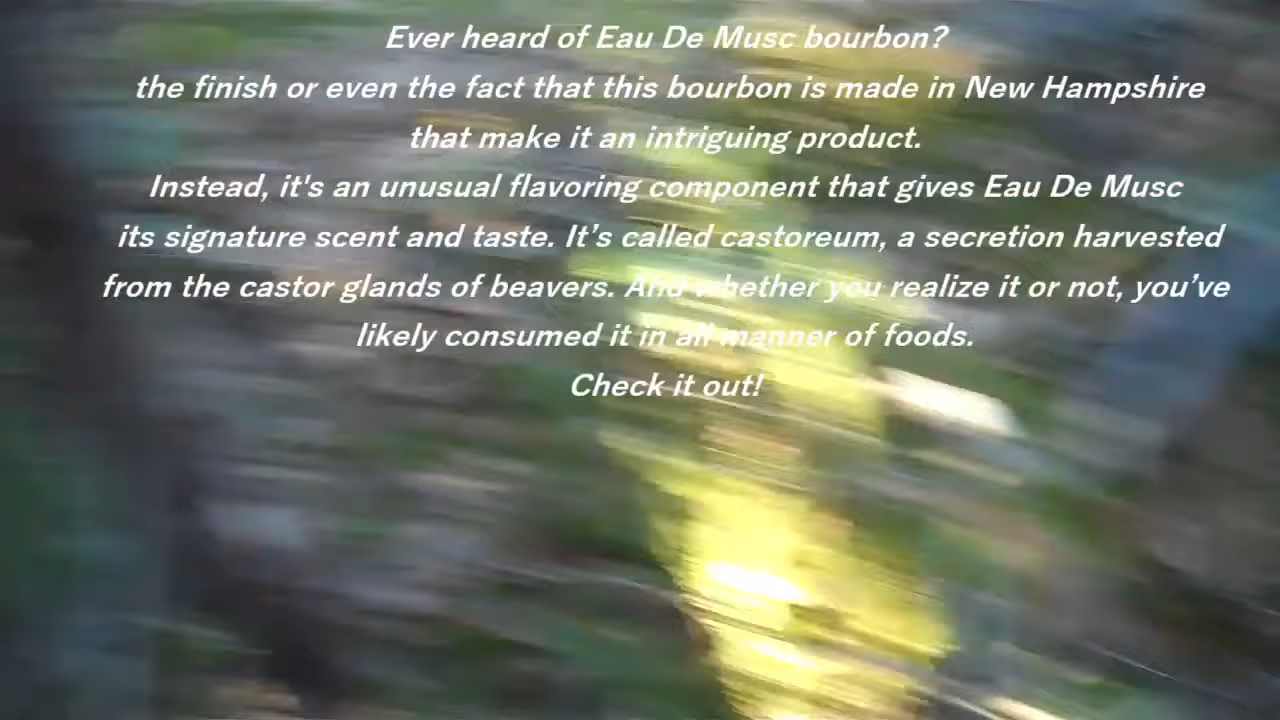 Ever heard of Eau De Musc bourbon?
the finish or even the fact that this bourbon is made in New Hampshire
that make it an intriguing product.
Instead, it's an unusual flavoring component that gives Eau De Musc
its signature scent and taste. It’s called castoreum, a secretion harvested
from the castor glands of beavers. And whether you realize it or not, you’ve
likely consumed it in all manner of foods.
Check it out!